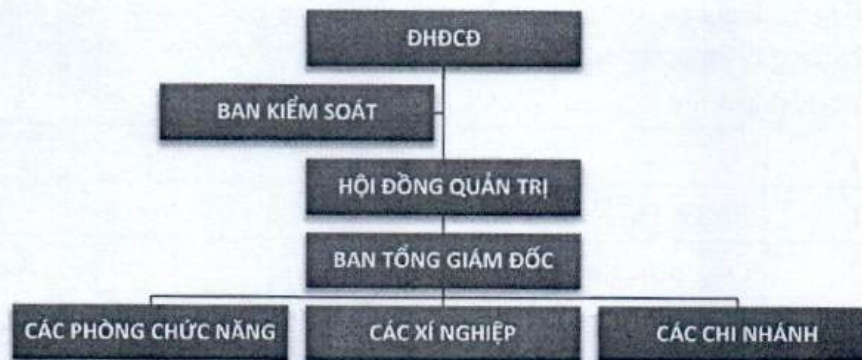 ĐHĐCĐ
BAN KIỂM SOÁT
HỘI ĐỒNG QUẢN TRỊ
BAN TỔNG GIÁM ĐỐC
CÁC PHÒNG CHỨC NĂNG
CÁC XÍ NGHIỆP
CÁC CHI NHÁNH